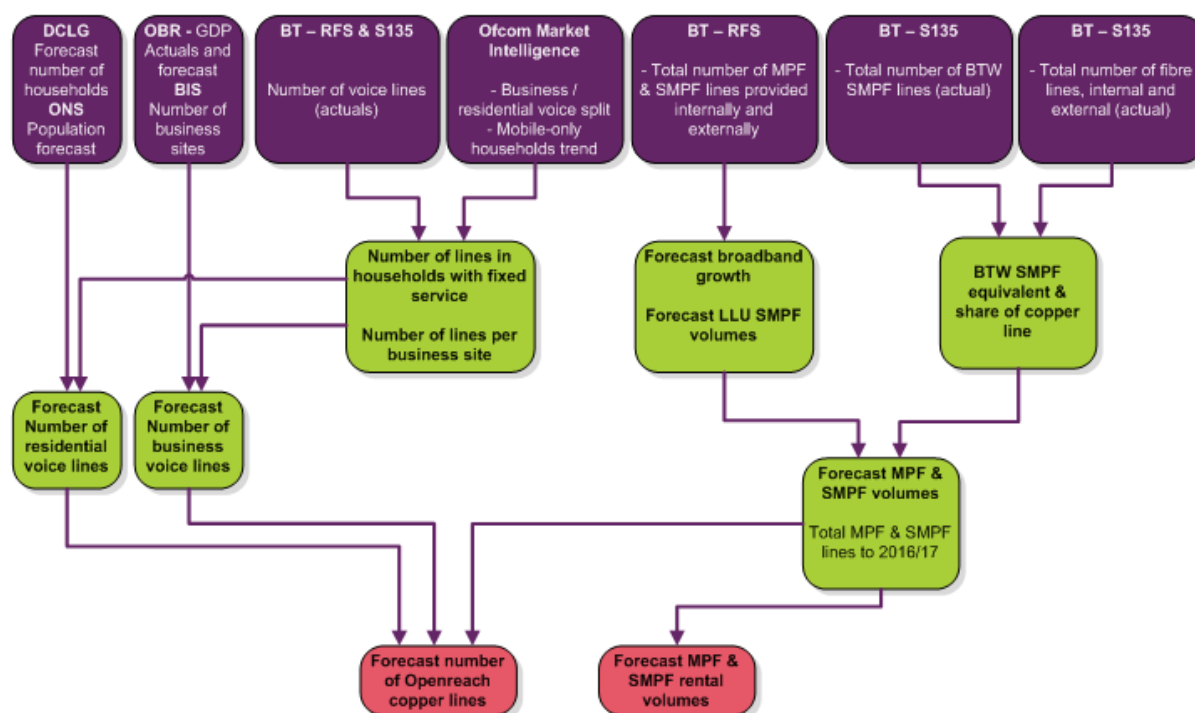 DCLG
Forecast
number of
households
ONS
Population
forecast
OBR - GDP
Actuals and
forecast
BIS
Number of
business
sites
BT – RFS & S135
Number of voice lines
(actuals)
Ofcom Market
Intelligence
- Business /
residential voice split
- Mobile-only
households trend
BT – RFS
- Total number of MPF
& SMPF lines provided
internally and
externally
BT – S135
- Total number of BTW
SMPF lines (actual)
BT – S135
- Total number of fibre
lines, internal and
external (actual)
Number of lines in
households with fixed
service
Number of lines per
business site
Forecast broadband
growth
Forecast LLU SMPF
volumes
BTW SMPF
equivalent &
share of copper
line
Forecast
Number of
residential
voice lines
Forecast
Number of
business
voice lines
Forecast MPF &
SMPF volumes
Total MPF & SMPF
lines to 2016/17
Forecast number
of Openreach
copper lines
Forecast MPF &
SMPF rental
volumes